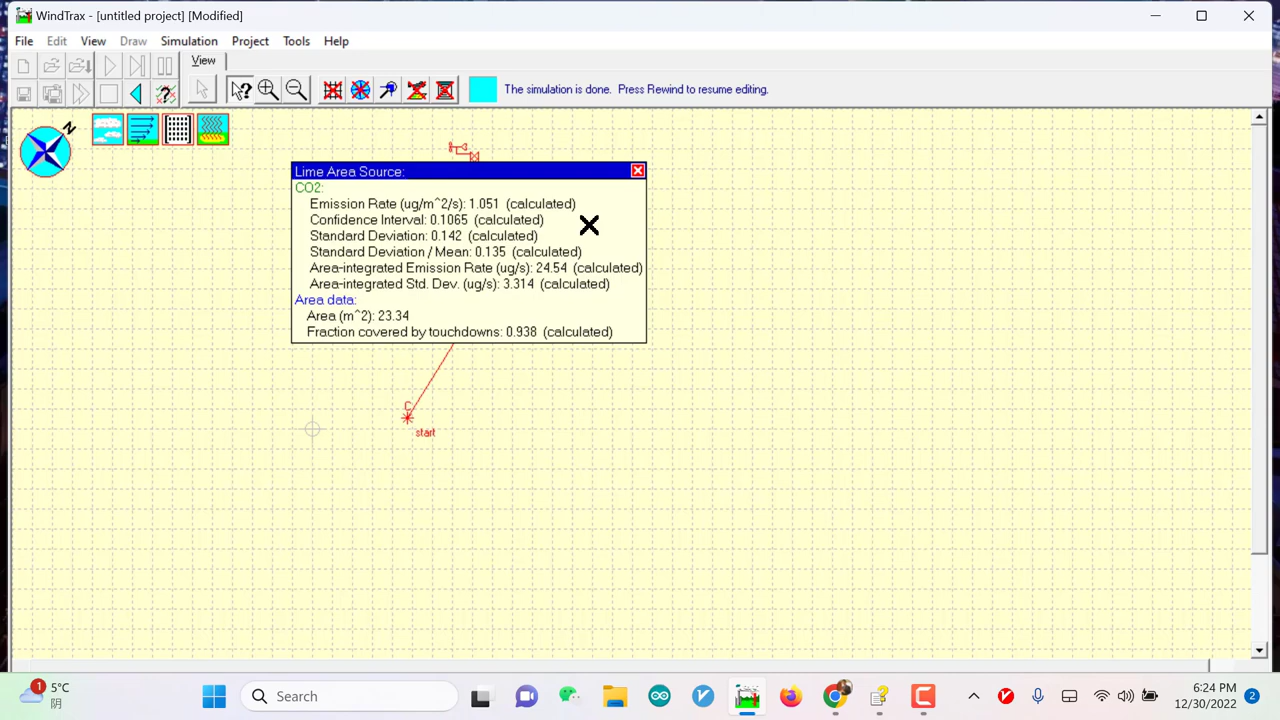 WindTrax - [untitled project] [Modified]
File Edit View Draw Simulation Project Tools Help
View
The simulation is done. Press Rewind to resume editing.
N
Lime Area Source:
CO2:
Emission Rate (ug/m^2/s): 1.051 (calculated)
Confidence Interval: 0.1065 (calculated)
Standard Deviation: 0.142 (calculated)
Standard Deviation / Mean: 0.135 (calculated)
Area-integrated Emission Rate (ug/s): 24.54 (calculated)
Area-integrated Std. Dev. (ug/s): 3.314 (calculated)
Area data:
Area (m^2): 23.34
Fraction covered by touchdowns: 0.938 (calculated)
C
start
1
5°C
明
Search
6:24 PM
12/30/2022
2